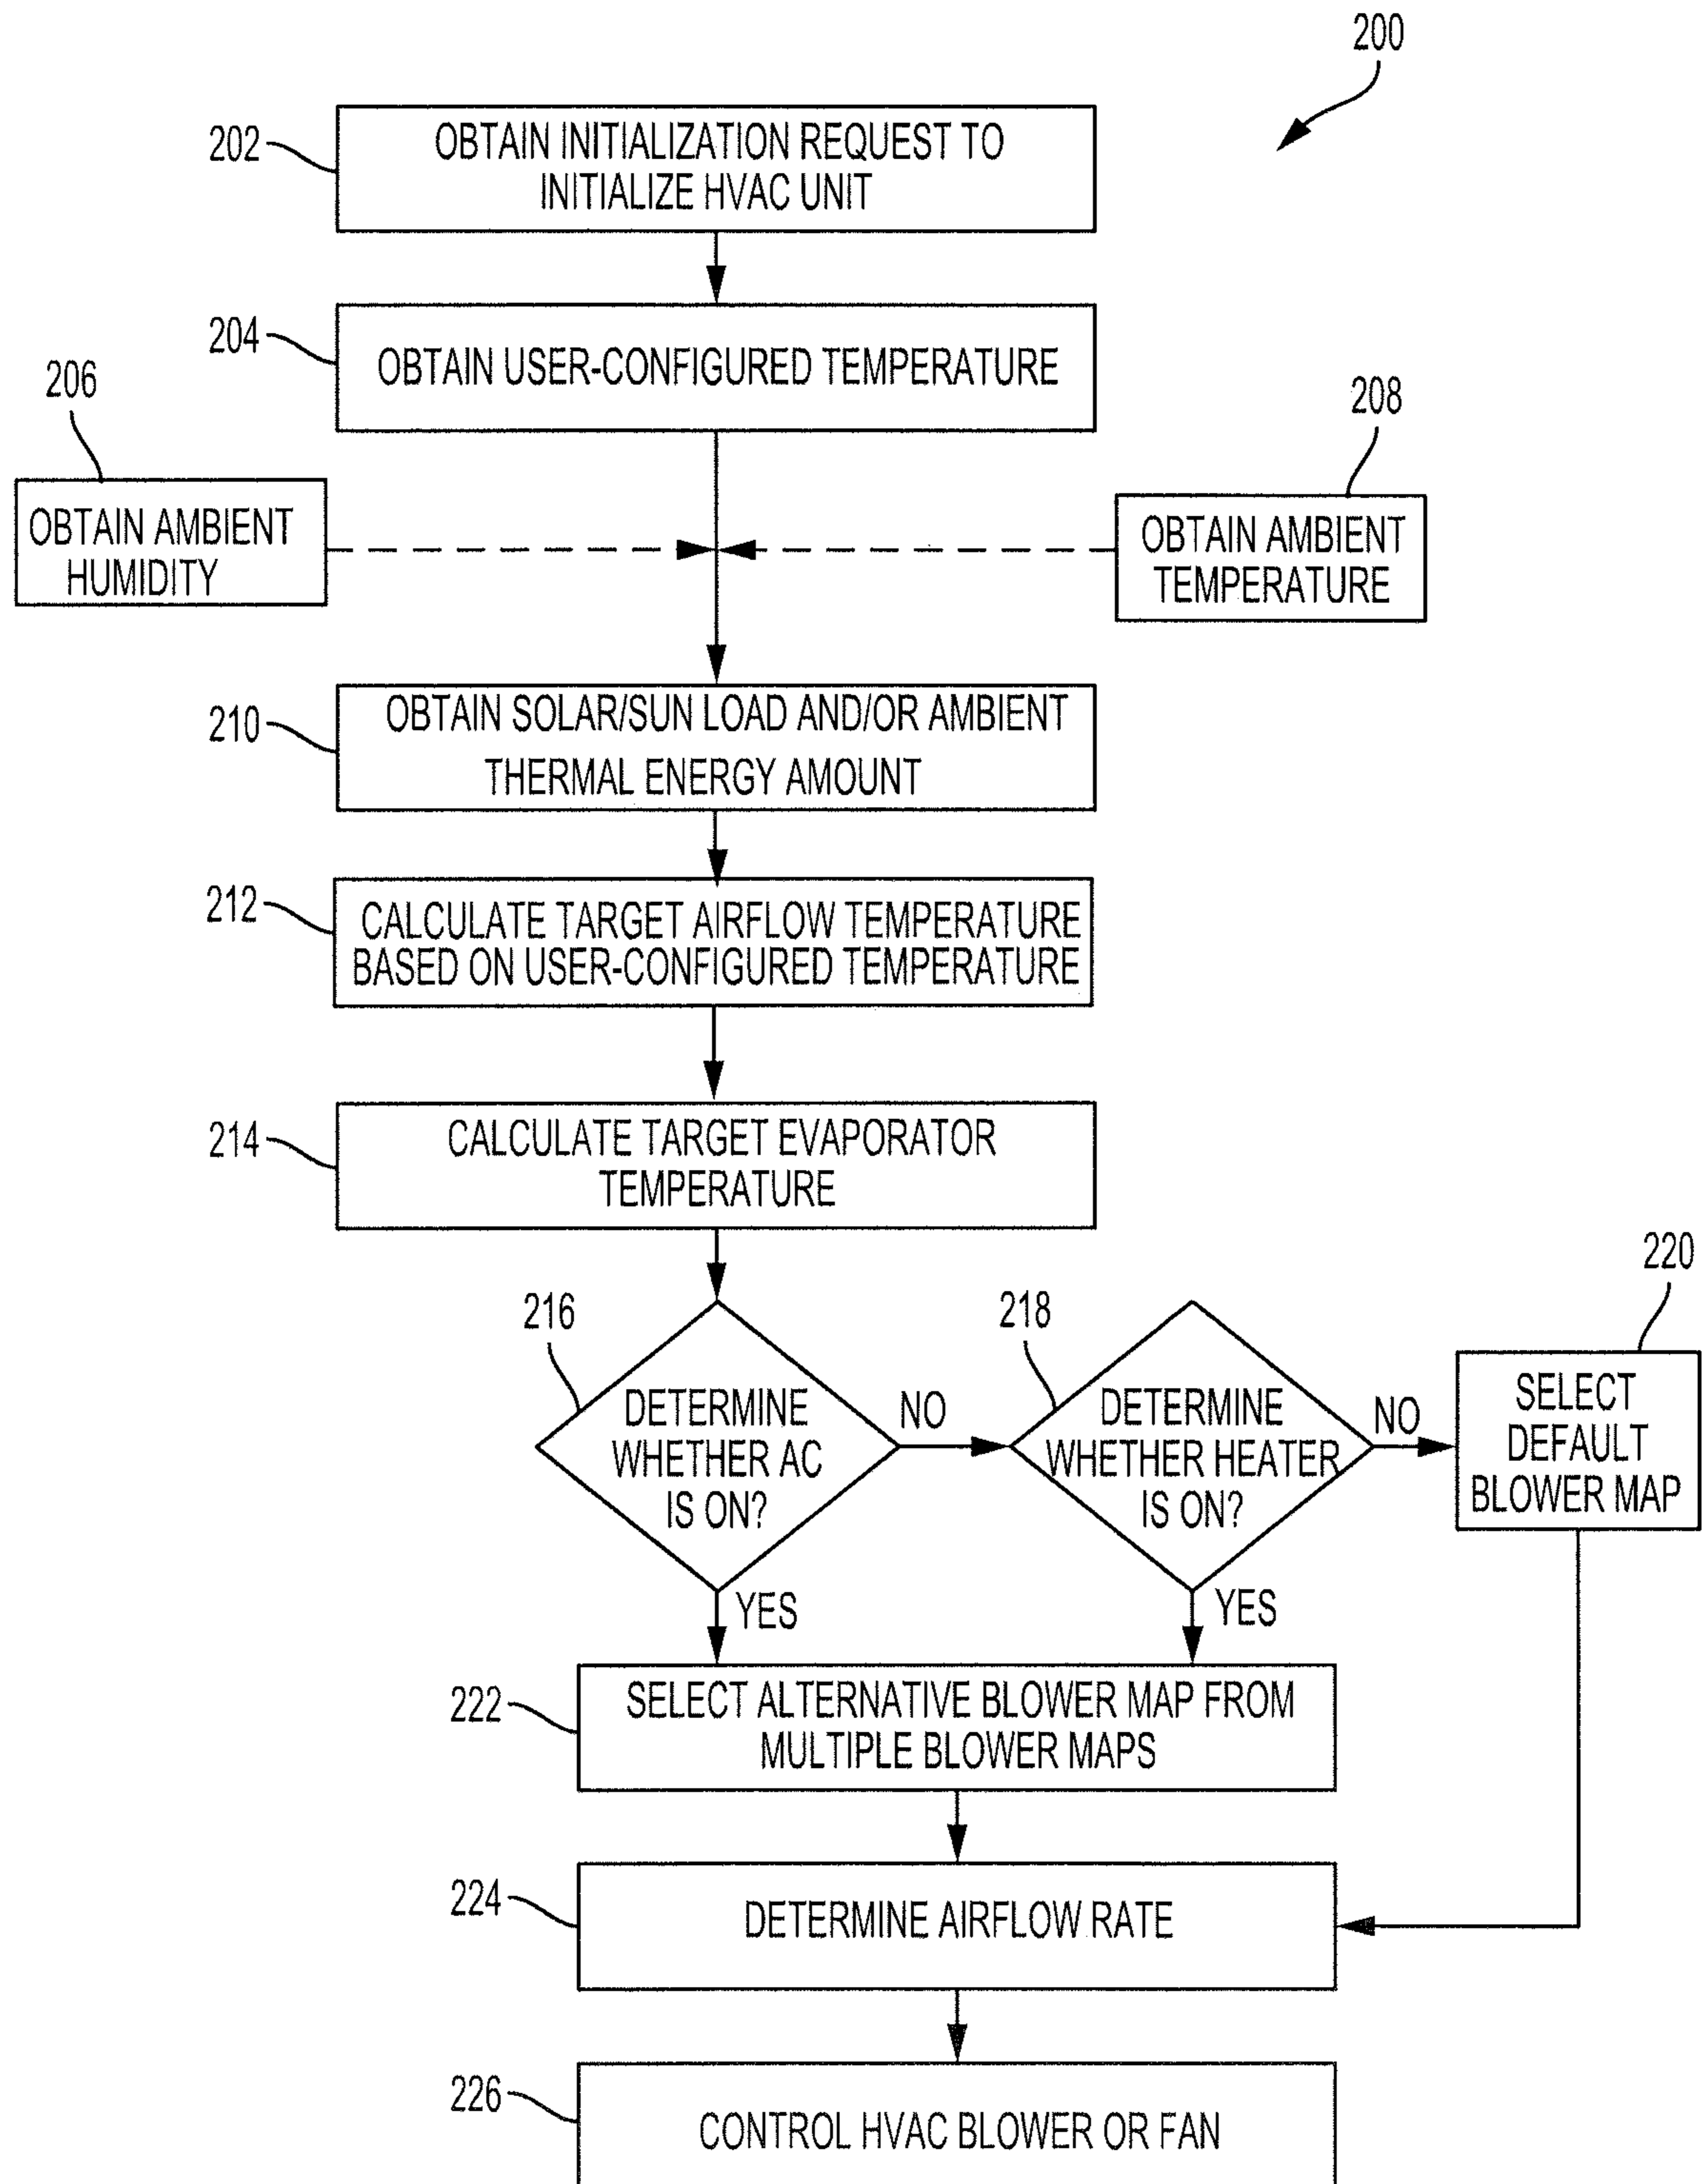 200
202
OBTAIN INITIALIZATION REQUEST TO
INITIALIZE HVAC UNIT
204
OBTAIN USER-CONFIGURED TEMPERATURE
206
OBTAIN AMBIENT
HUMIDITY
208
OBTAIN AMBIENT
TEMPERATURE
210
OBTAIN SOLAR/SUN LOAD AND/OR AMBIENT
THERMAL ENERGY AMOUNT
212
CALCULATE TARGET AIRFLOW TEMPERATURE
BASED ON USER-CONFIGURED TEMPERATURE
214
CALCULATE TARGET EVAPORATOR
TEMPERATURE
216
DETERMINE
WHETHER AC
IS ON?
NO
YES
218
DETERMINE
WHETHER HEATER
IS ON?
NO
YES
220
SELECT
DEFAULT
BLOWER MAP
222
SELECT ALTERNATIVE BLOWER MAP FROM
MULTIPLE BLOWER MAPS
224
DETERMINE AIRFLOW RATE
226
CONTROL HVAC BLOWER OR FAN